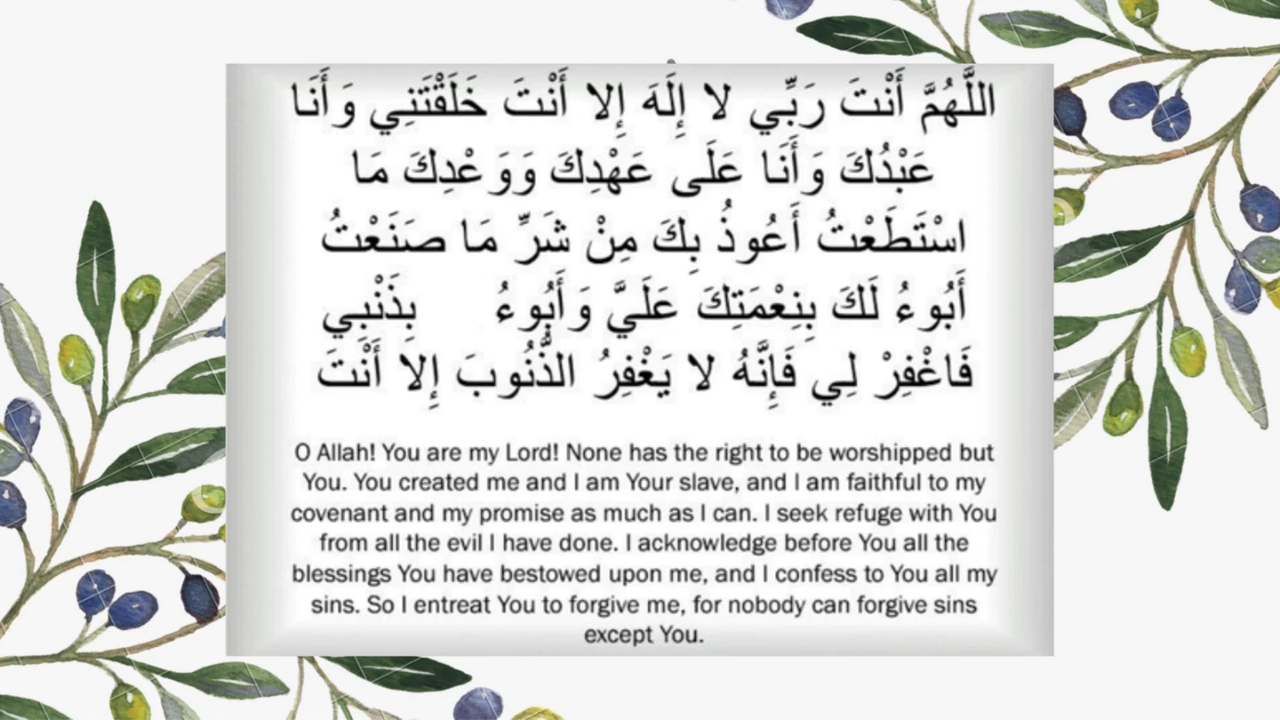 اللَّهُمَّ أَنْتَ رَبِّي لا إِلَهَ إِلا أَنْتَ خَلَقْتَنِي وَأَنَا
عَبْدُكَ وَأَنَا عَلَى عَهْدِكَ وَوَعْدِكَ مَا
اسْتَطَعْتُ أَعُوذُ بِكَ مِنْ شَرِّ مَا صَنَعْتُ
أَبُوءُ لَكَ بِنِعْمَتِكَ عَلَيَّ وَأَبُوءُ بِذَنْبِي
فَاغْفِرْ لِي فَإِنَّهُ لا يَغْفِرُ الذُّنُوبَ إِلا أَنْتَ
O Allah! You are my Lord! None has the right to be worshipped but
You. You created me and I am Your slave, and I am faithful to my
covenant and my promise as much as I can. I seek refuge with You
from all the evil I have done. I acknowledge before You all the
blessings You have bestowed upon me, and I confess to You all my
sins. So I entreat You to forgive me, for nobody can forgive sins
except You.